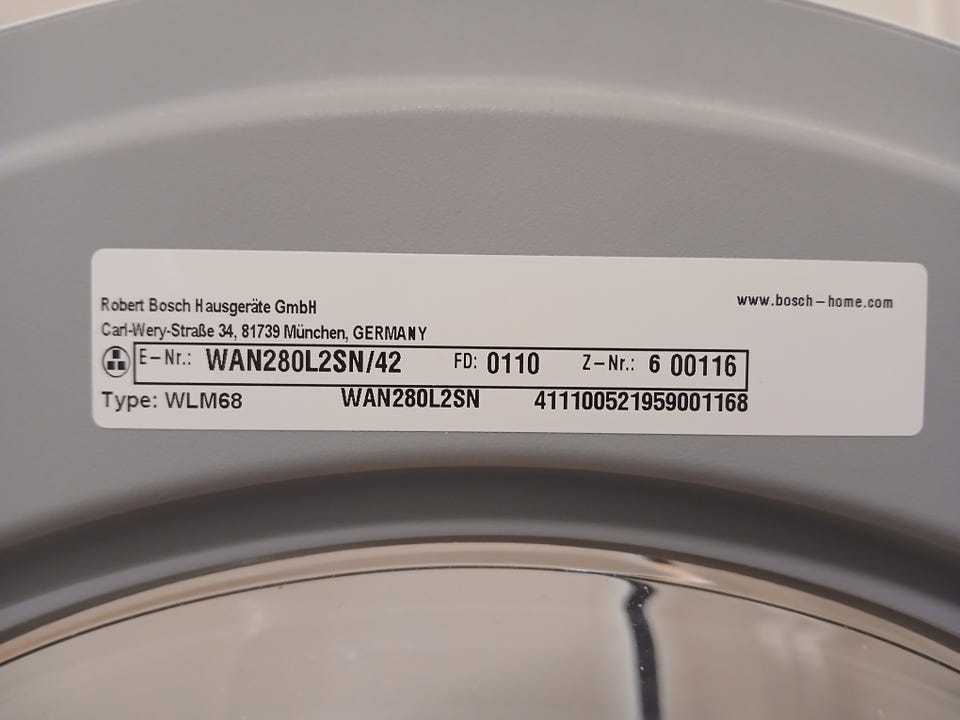 Robert Bosch Hausgeräte GmbH
www.bosch-home.com
Carl-Wery-Straße 34, 81739 München, GERMANY
E-Nr.: WAN280L2SN/42 FD: 0110 Z-Nr.: 6 00116
Type: WLM68 WAN280L2SN 411100521959001168